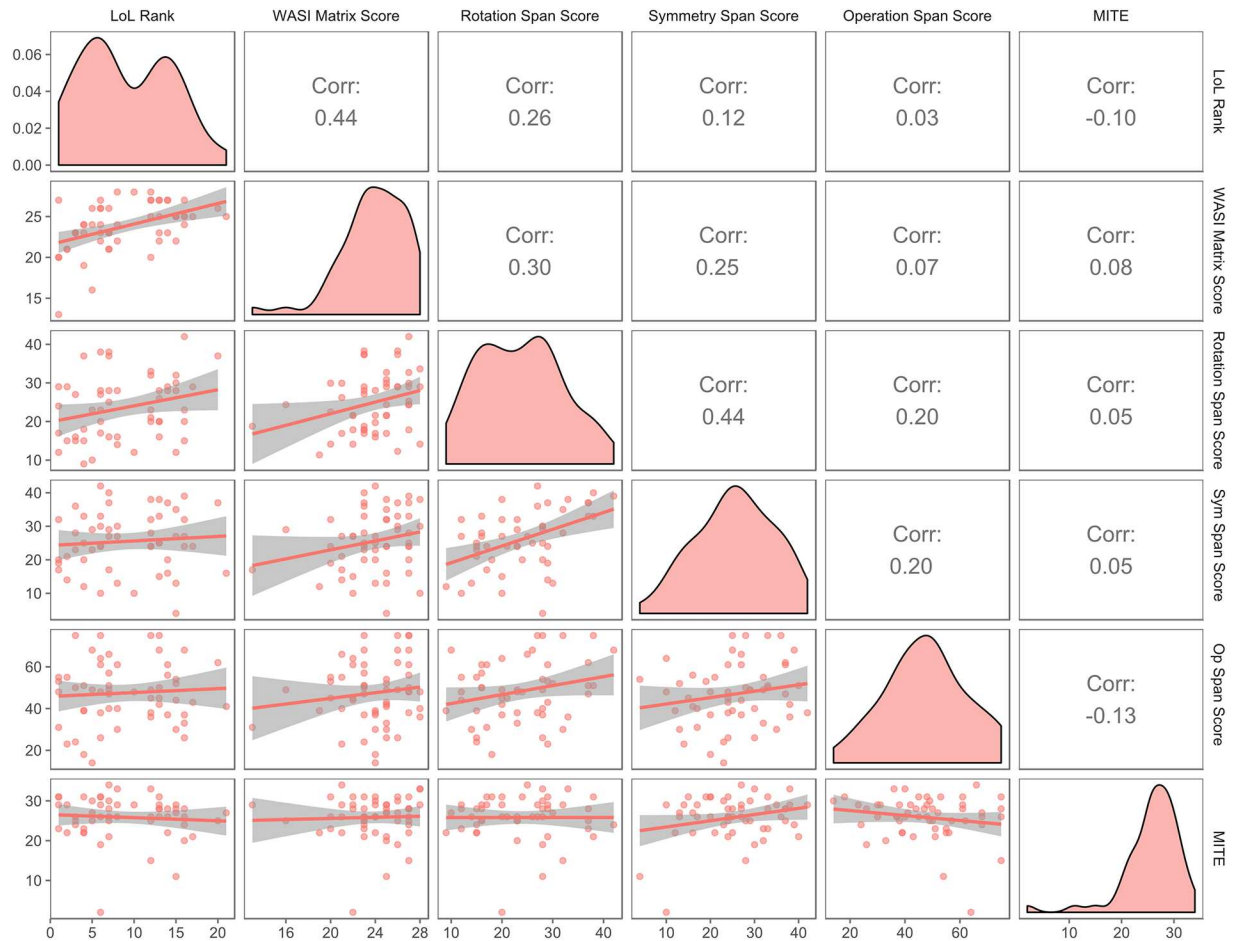 LoL Rank WASI Matrix Score Rotation Span Score Symmetry Span Score Operation Span Score MITE
0.06
0.04
0.02
0.00
Corr:
0.44
Corr:
0.26
Corr:
0.12
Corr:
0.03
Corr:
-0.10
LoL Rank
25
20
15
Corr:
0.30
Corr:
0.25
Corr:
0.07
Corr:
0.08
WASI Matrix Score
40
30
20
10
Corr:
0.44
Corr:
0.20
Corr:
0.05
Rotation Span Score
40
30
20
10
Corr:
0.20
Corr:
0.05
Sym Span Score
60
40
20
Corr:
-0.13
Op Span Score
30
20
10
MITE
0 5 10 15 20 16 20 24 28 10 20 30 40 10 20 30 40 20 40 60 10 20 30